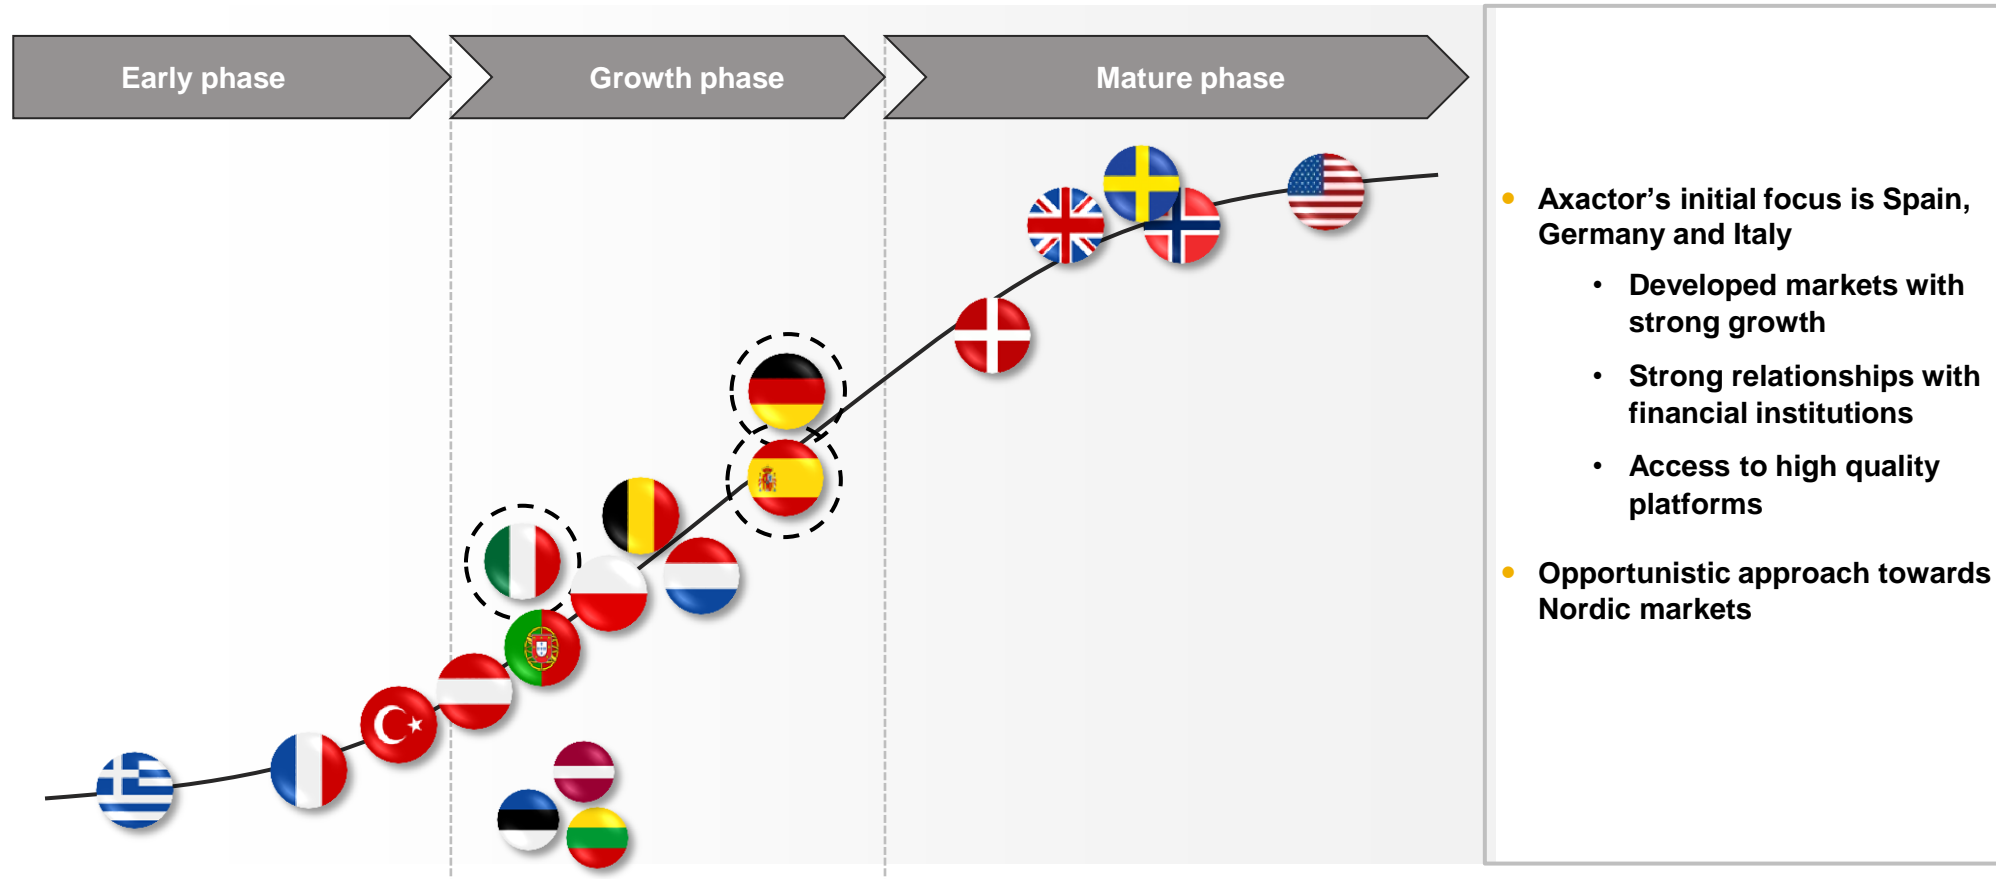 Early phase
Growth phase
Mature phase
• Axactor’s initial focus is Spain,
Germany and Italy
• Developed markets with
strong growth
• Strong relationships with
financial institutions
• Access to high quality
platforms
• Opportunistic approach towards
Nordic markets